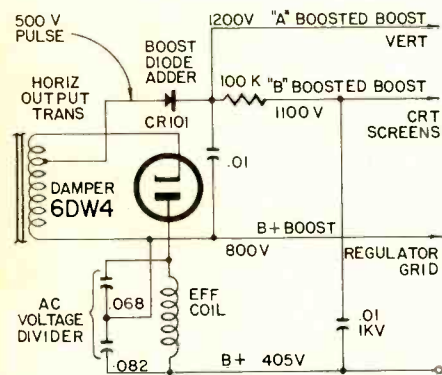 500 V
PULSE
HORIZ
OUTPUT
TRANS
BOOST
DIODE
ADDER
CR101
1200V "A" BOOSTED BOOST
VERT
100 K "B" BOOSTED BOOST
1100 V
CRT
SCREENS
.01
DAMPER
6DW4
B+BOOST
800V
REGULATOR
GRID
AC
VOLTAGE
DIVIDER
.068
.082
EFF
COIL
.01
1KV
B+ 405V